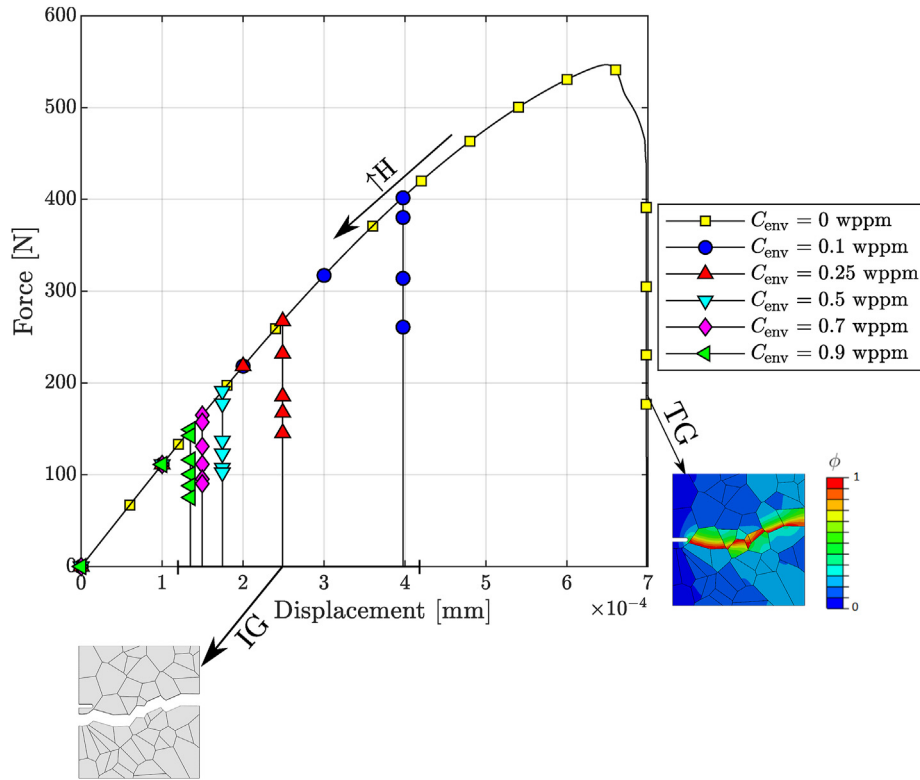 600
500
400
300
200
100
0
Force [N]
0 1 2 3 4 5 6 7
Displacement [mm]
×10⁻⁴
↑H
C_env = 0 wppm
C_env = 0.1 wppm
C_env = 0.25 wppm
C_env = 0.5 wppm
C_env = 0.7 wppm
C_env = 0.9 wppm
TG
IG
ϕ
1
0